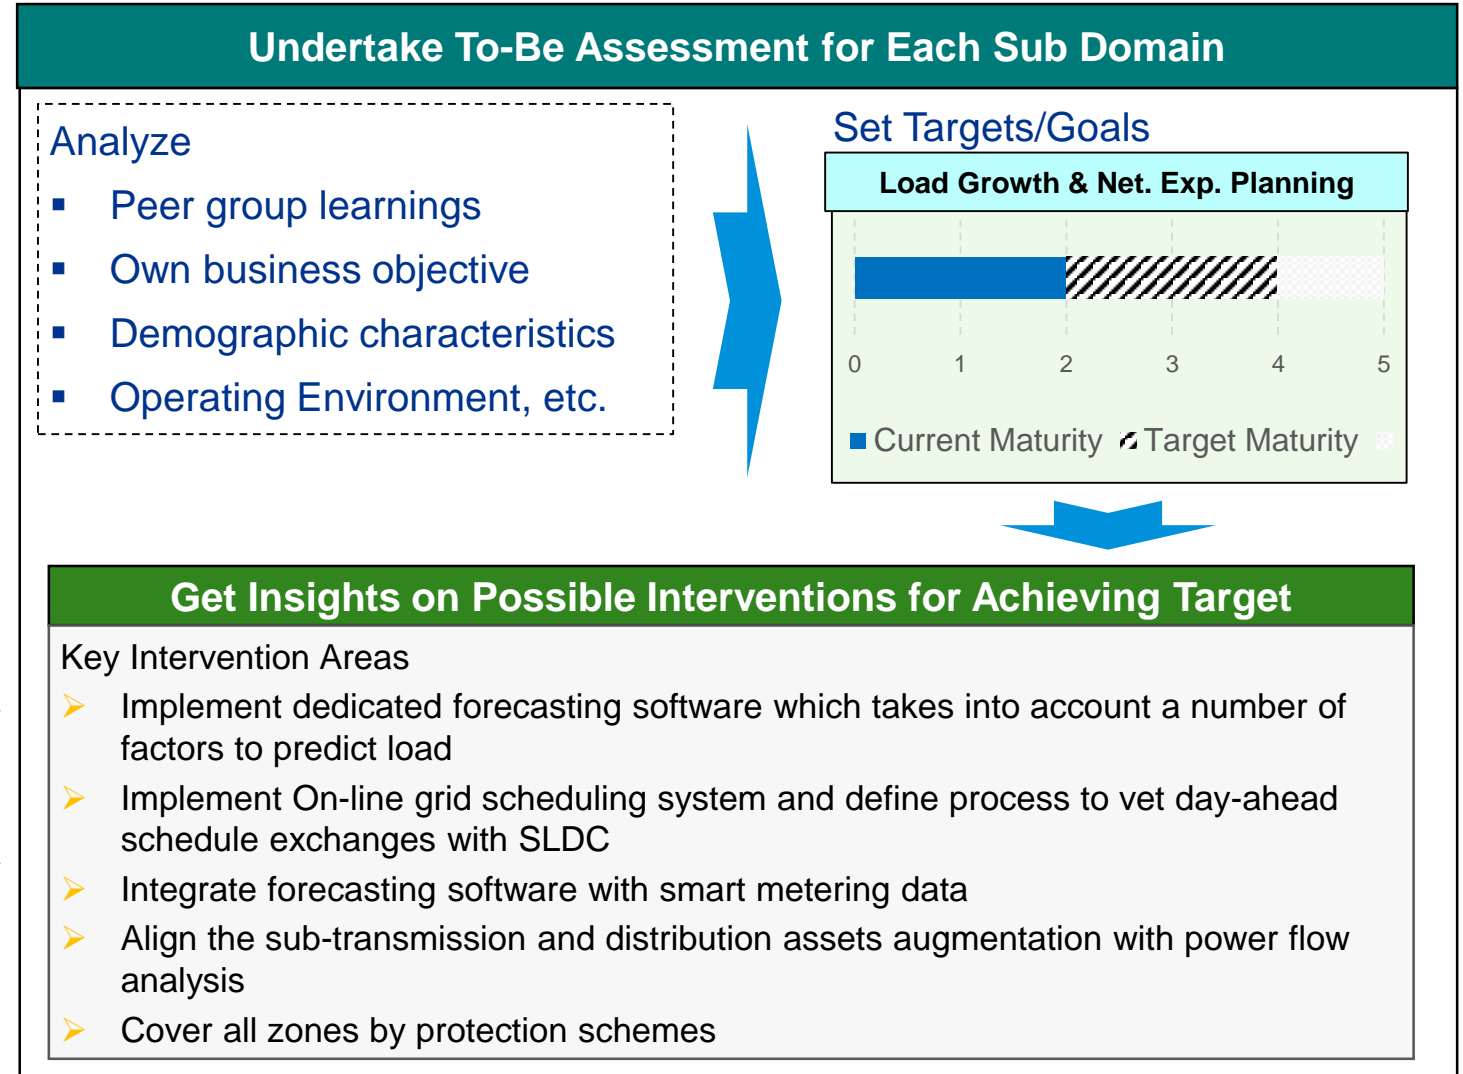 Undertake To-Be Assessment for Each Sub Domain
Analyze
▪ Peer group learnings
▪ Own business objective
▪ Demographic characteristics
▪ Operating Environment, etc.
Set Targets/Goals
Load Growth & Net. Exp. Planning
0 1 2 3 4 5
Current Maturity Target Maturity
Get Insights on Possible Interventions for Achieving Target
Key Intervention Areas
➢ Implement dedicated forecasting software which takes into account a number of
factors to predict load
➢ Implement On-line grid scheduling system and define process to vet day-ahead
schedule exchanges with SLDC
➢ Integrate forecasting software with smart metering data
➢ Align the sub-transmission and distribution assets augmentation with power flow
analysis
➢ Cover all zones by protection schemes